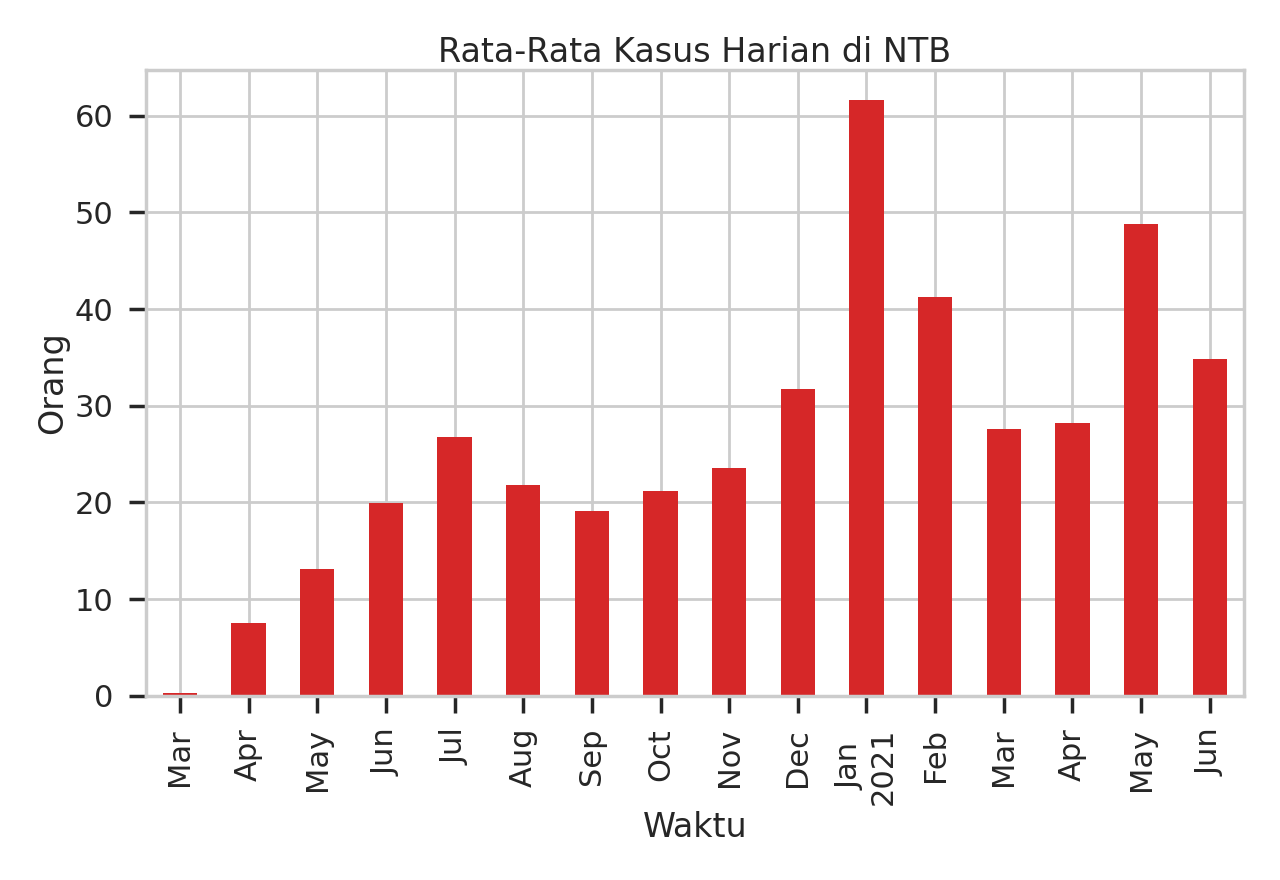 Rata-Rata Kasus Harian di NTB
60
50
40
30
20
10
0
Orang
Mar
Apr
May
Jun
Jul
Aug
Sep
Oct
Nov
Dec
Jan
2021
Feb
Mar
Apr
May
Jun
Waktu